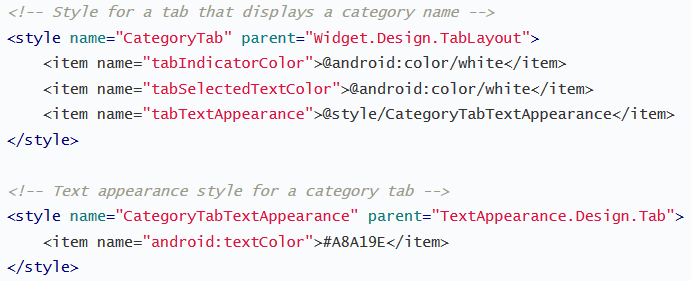 <!-- Style for a tab that displays a category name -->
<style name="CategoryTab" parent="Widget.Design.TabLayout">
    <item name="tabIndicatorColor">@android:color/white</item>
    <item name="tabSelectedTextColor">@android:color/white</item>
    <item name="tabTextAppearance">@style/CategoryTabTextAppearance</item>
</style>

<!-- Text appearance style for a category tab -->
<style name="CategoryTabTextAppearance" parent="TextAppearance.Design.Tab">
    <item name="android:textColor">#A8A19E</item>
</style>